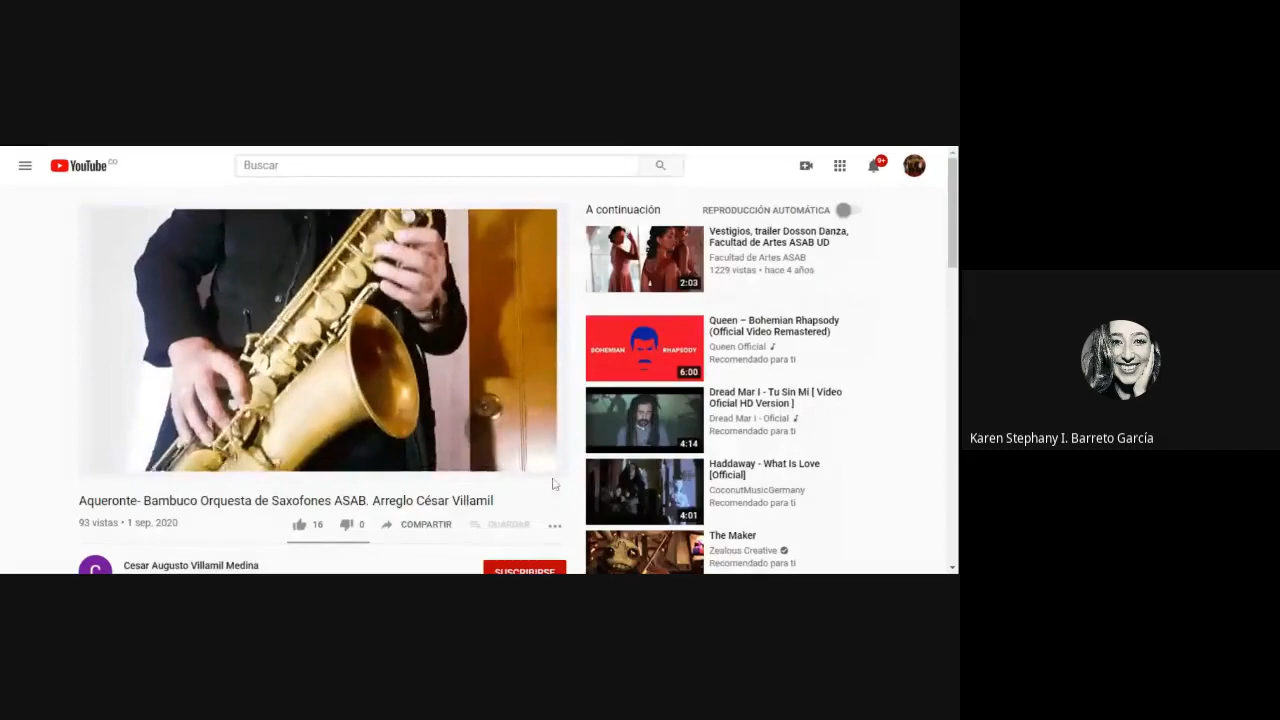 YouTube CO
Buscar
9+
A continuación
REPRODUCCIÓN AUTOMÁTICA
Vestigios, trailer Dosson Danza,
Facultad de Artes ASAB UD
Facultad de Artes ASAB
1229 vistas • hace 4 años
2:03
Queen – Bohemian Rhapsody
(Official Video Remastered)
Queen Official
Recomendado para ti
BOHEMIAN RHAPSODY
6:00
Dread Mar I - Tu Sin Mi [ Video
Oficial HD Version ]
Dread Mar I - Oficial
Recomendado para ti
4:14
Haddaway - What Is Love
[Official]
CoconutMusicGermany
Recomendado para ti
4:01
The Maker
Zealous Creative
Recomendado para ti
Aqueronte- Bambuco Orquesta de Saxofones ASAB. Arreglo César Villamil
93 vistas • 1 sep. 2020
16 0 COMPARTIR GUARDAR
C
Cesar Augusto Villamil Medina
SUSCRIBIRSE
Karen Stephany I. Barreto García